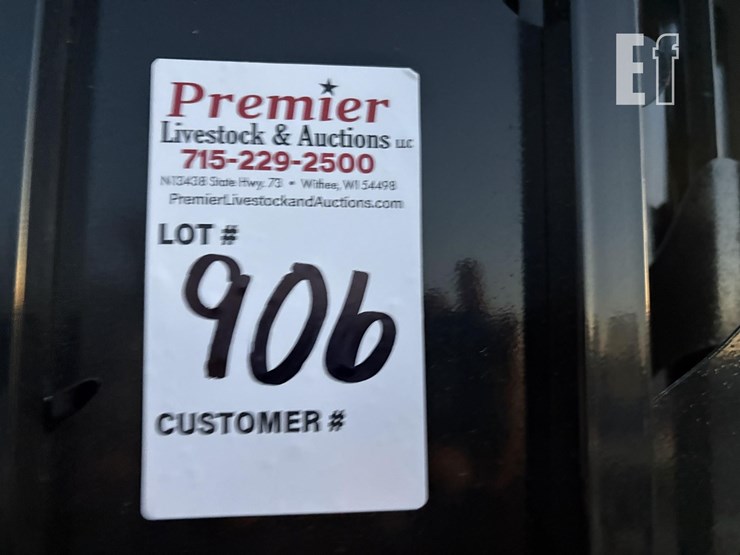 Ef
Premier
Livestock & Auctions LLC
715-229-2500
N13438 State Hwy. 73 • Withee, WI 54498
PremierLivestockandAuctions.com
LOT #
906
CUSTOMER #